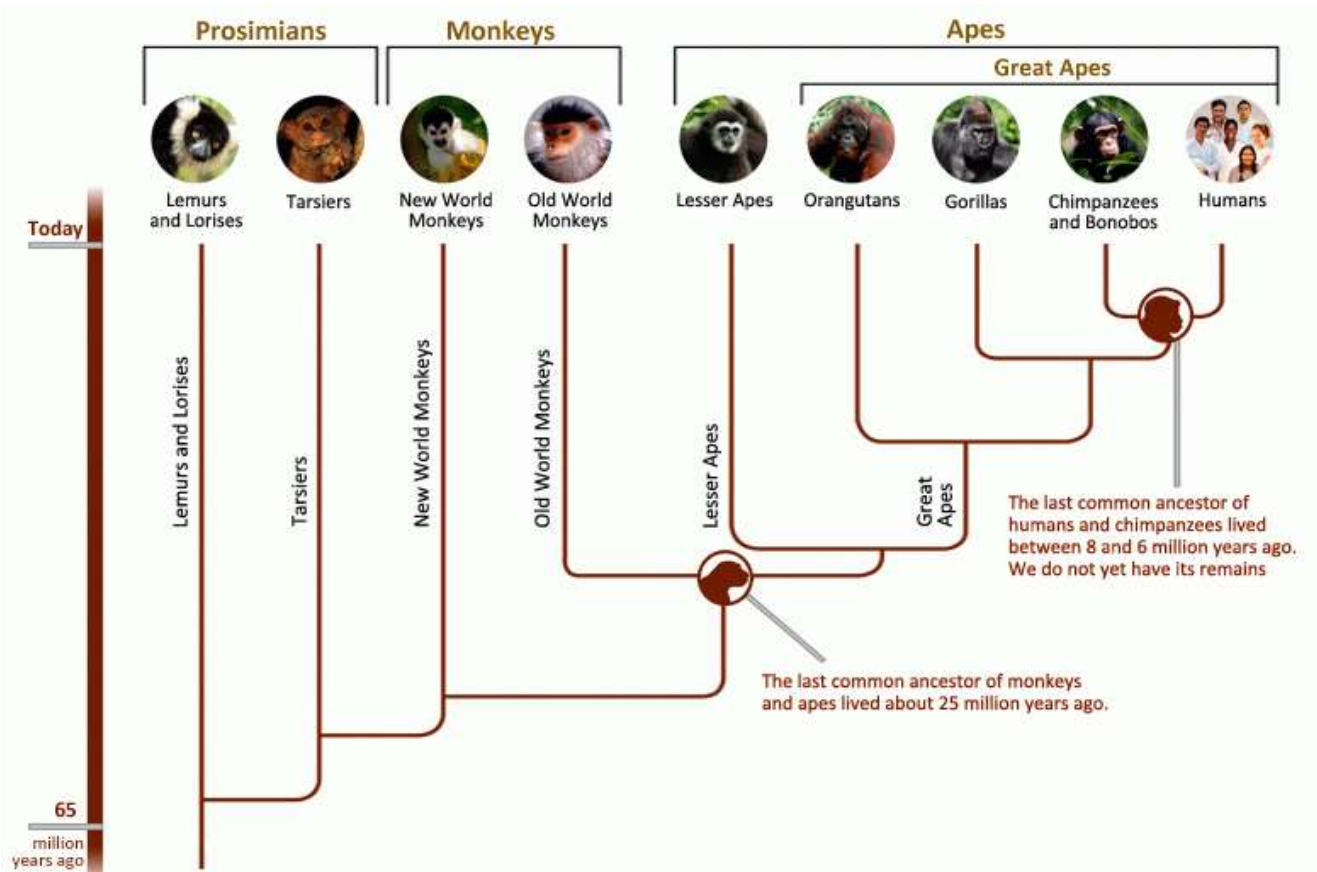 Prosimians
Monkeys
Apes
Great Apes
Lemurs
and Lorises
Tarsiers
New World
Monkeys
Old World
Monkeys
Lesser Apes
Orangutans
Gorillas
Chimpanzees
and Bonobos
Humans
Today
Lemurs and Lorises
Tarsiers
New World Monkeys
Old World Monkeys
Lesser Apes
Great
Apes
The last common ancestor of
humans and chimpanzees lived
between 8 and 6 million years ago.
We do not yet have its remains
The last common ancestor of monkeys
and apes lived about 25 million years ago.
65
million
years ago